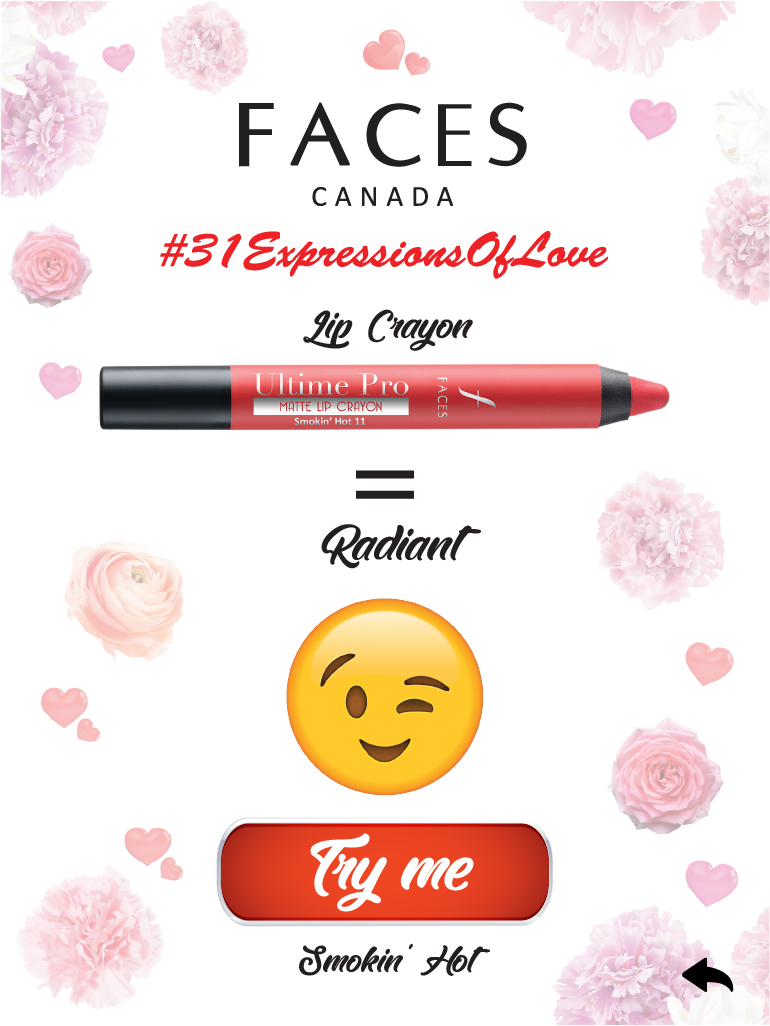 FACES
CANADA
#31ExpressionsOfLove
Lip Crayon
Ultime Pro
MATTE LIP CRAYON
Smokin' Hot 11
FACES
=
Radiant
Try me
Smokin' Hot